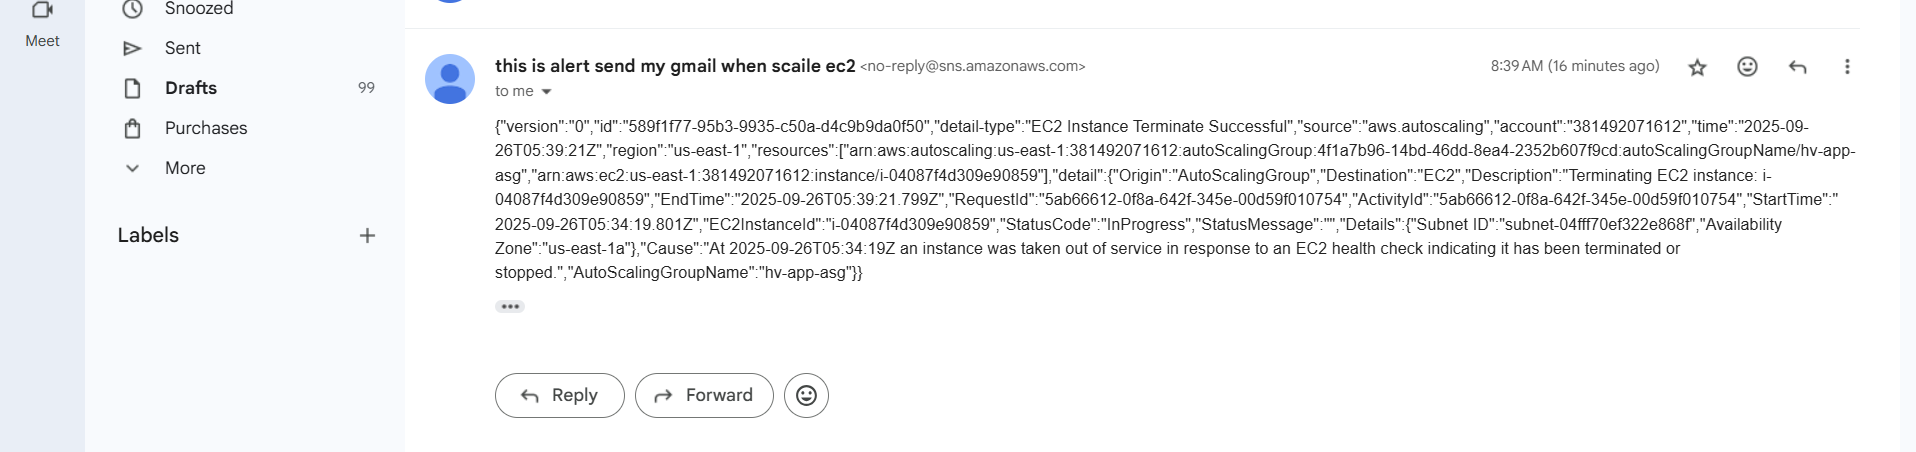 Snoozed
Meet
Sent
Drafts 99
Purchases
More
Labels
this is alert send my gmail when scaile ec2 <no-reply@sns.amazonaws.com>
8:39 AM (16 minutes ago)
to me
{"version":"0","id":"589f1f77-95b3-9935-c50a-d4c9b9da0f50","detail-type":"EC2 Instance Terminate Successful","source":"aws.autoscaling","account":"381492071612","time":"2025-09-
26T05:39:21Z","region":"us-east-1","resources":["arn:aws:autoscaling:us-east-1:381492071612:autoScalingGroup:4f1a7b96-14bd-46dd-8ea4-2352b607f9cd:autoScalingGroupName/hv-app-
asg","arn:aws:ec2:us-east-1:381492071612:instance/i-04087f4d309e90859"],"detail":{"Origin":"AutoScalingGroup","Destination":"EC2","Description":"Terminating EC2 instance: i-
04087f4d309e90859","EndTime":"2025-09-26T05:39:21.799Z","RequestId":"5ab66612-0f8a-642f-345e-00d59f010754","ActivityId":"5ab66612-0f8a-642f-345e-00d59f010754","StartTime":"
2025-09-26T05:34:19.801Z","EC2InstanceId":"i-04087f4d309e90859","StatusCode":"InProgress","StatusMessage":"","Details":{"Subnet ID":"subnet-04fff70ef322e868f","Availability
Zone":"us-east-1a"},"Cause":"At 2025-09-26T05:34:19Z an instance was taken out of service in response to an EC2 health check indicating it has been terminated or
stopped.","AutoScalingGroupName":"hv-app-asg"}}
Reply
Forward